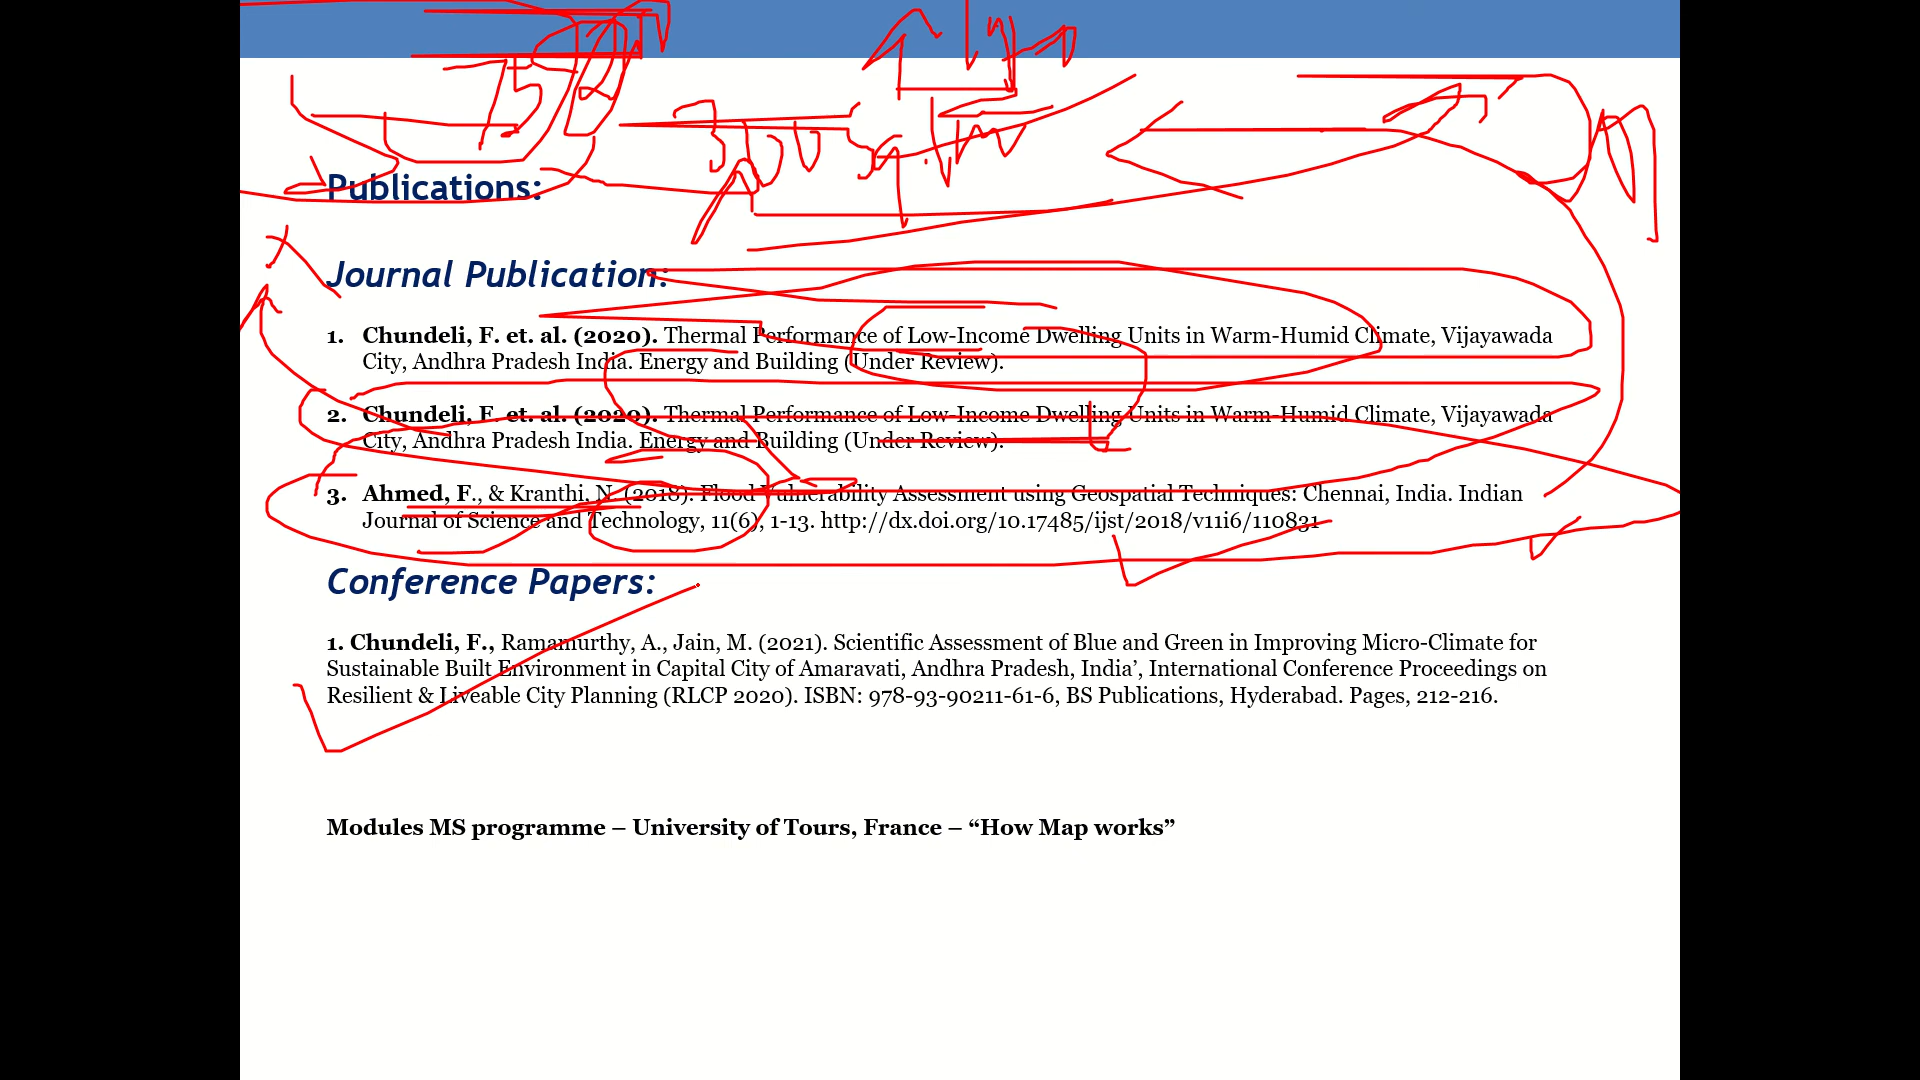 Publications:
Journal Publication:
1. Chundeli, F. et. al. (2020). Thermal Performance of Low-Income Dwelling Units in Warm-Humid Climate, Vijayawada
City, Andhra Pradesh India. Energy and Building (Under Review).
2. Chundeli, F. et. al. (2020). Thermal Performance of Low-Income Dwelling Units in Warm-Humid Climate, Vijayawada
City, Andhra Pradesh India. Energy and Building (Under Review).
3. Ahmed, F., & Kranthi, N. (2018). Flood Vulnerability Assessment using Geospatial Techniques: Chennai, India. Indian
Journal of Science and Technology, 11(6), 1-13. http://dx.doi.org/10.17485/ijst/2018/v11i6/110831
Conference Papers:
1. Chundeli, F., Ramamurthy, A., Jain, M. (2021). Scientific Assessment of Blue and Green in Improving Micro-Climate for
Sustainable Built Environment in Capital City of Amaravati, Andhra Pradesh, India’, International Conference Proceedings on
Resilient & Liveable City Planning (RLCP 2020). ISBN: 978-93-90211-61-6, BS Publications, Hyderabad. Pages, 212-216.
Modules MS programme – University of Tours, France – “How Map works”